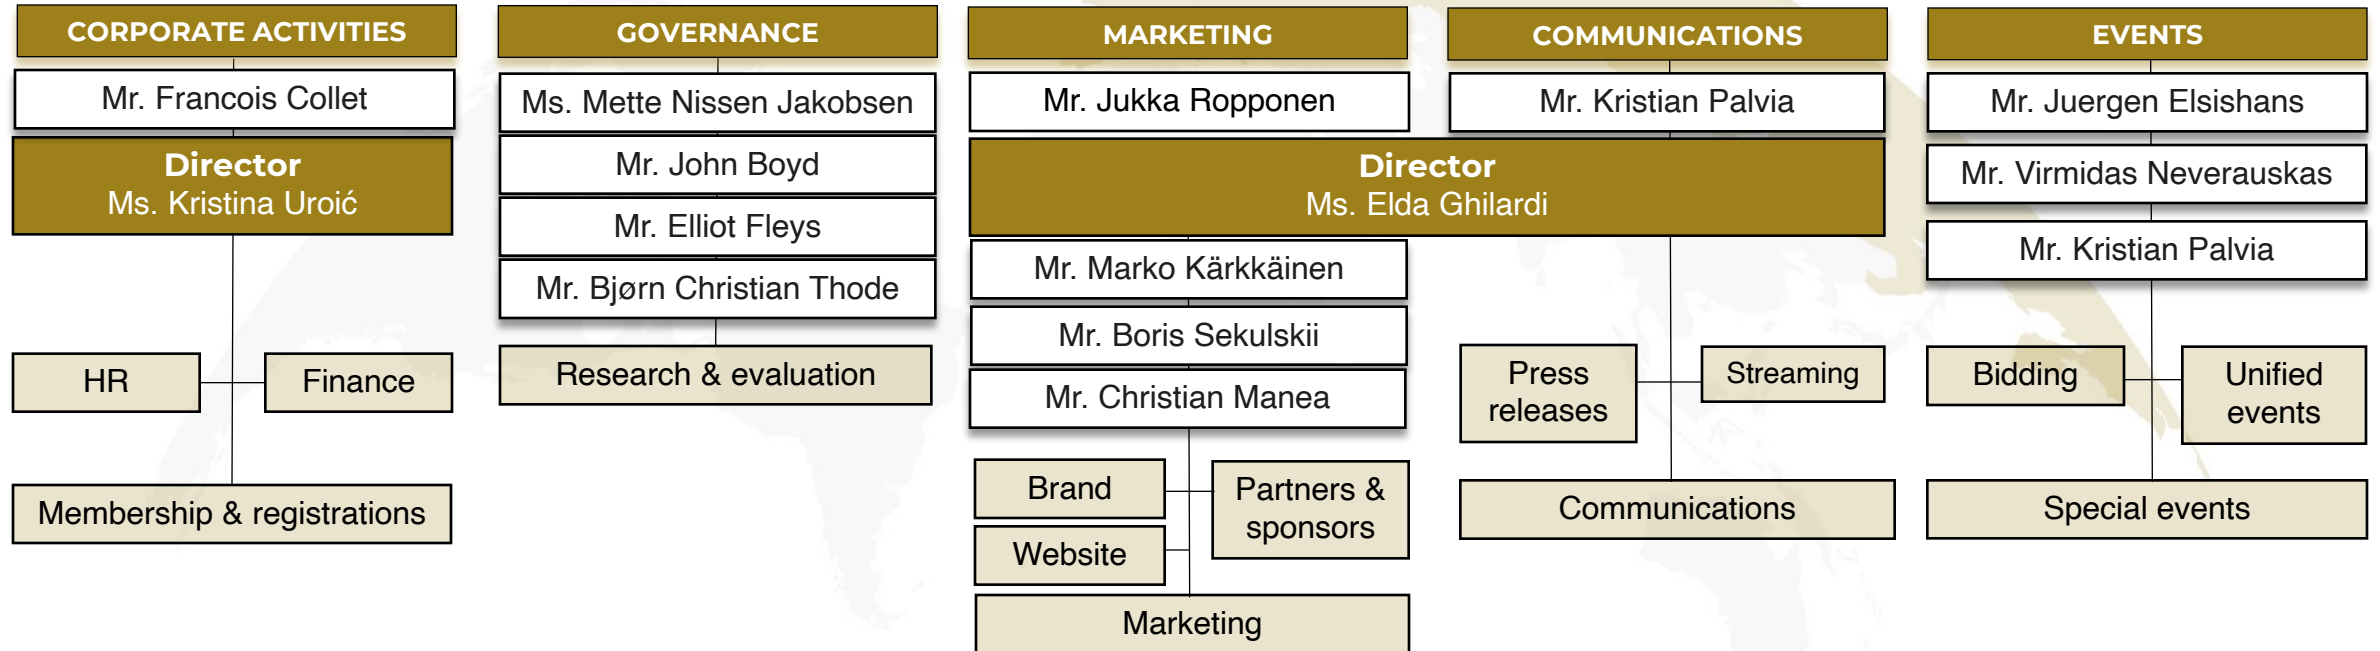 CORPORATE ACTIVITIES
Mr. Francois Collet
Director
Ms. Kristina Uroić
HR
Finance
Membership & registrations
GOVERNANCE
Ms. Mette Nissen Jakobsen
Mr. John Boyd
Mr. Elliot Fleys
Mr. Bjørn Christian Thode
Research & evaluation
MARKETING
Mr. Jukka Ropponen
COMMUNICATIONS
Mr. Kristian Palvia
Director
Ms. Elda Ghilardi
Mr. Marko Kärkkäinen
Mr. Boris Sekulskii
Mr. Christian Manea
Brand
Partners &
sponsors
Website
Marketing
Press
releases
Streaming
Communications
EVENTS
Mr. Juergen Elsishans
Mr. Virmidas Neverauskas
Mr. Kristian Palvia
Bidding
Unified
events
Special events